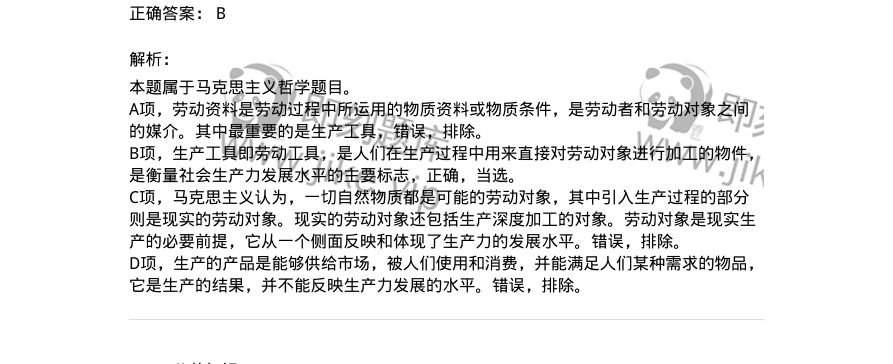 正确答案： B
解析：
本题属于马克思主义哲学题目。
A项，劳动资料是劳动过程中所运用的物质资料或物质条件，是劳动者和劳动对象之间
的媒介。其中最重要的是生产工具，错误，排除。
B项，生产工具即劳动工具，是人们在生产过程中用来直接对劳动对象进行加工的物件，
是衡量社会生产力发展水平的主要标志，正确，当选。
C项，马克思主义认为，一切自然物质都是可能的劳动对象，其中引入生产过程的部分
则是现实的劳动对象。现实的劳动对象还包括生产深度加工的对象。劳动对象是现实生
产的必要前提，它从一个侧面反映和体现了生产力的发展水平。错误，排除。
D项，生产的产品是能够供给市场，被人们使用和消费，并能满足人们某种需求的物品，
它是生产的结果，并不能反映生产力发展的水平。错误，排除。
即刻题库
www.jike.vip
即刻
www.jik